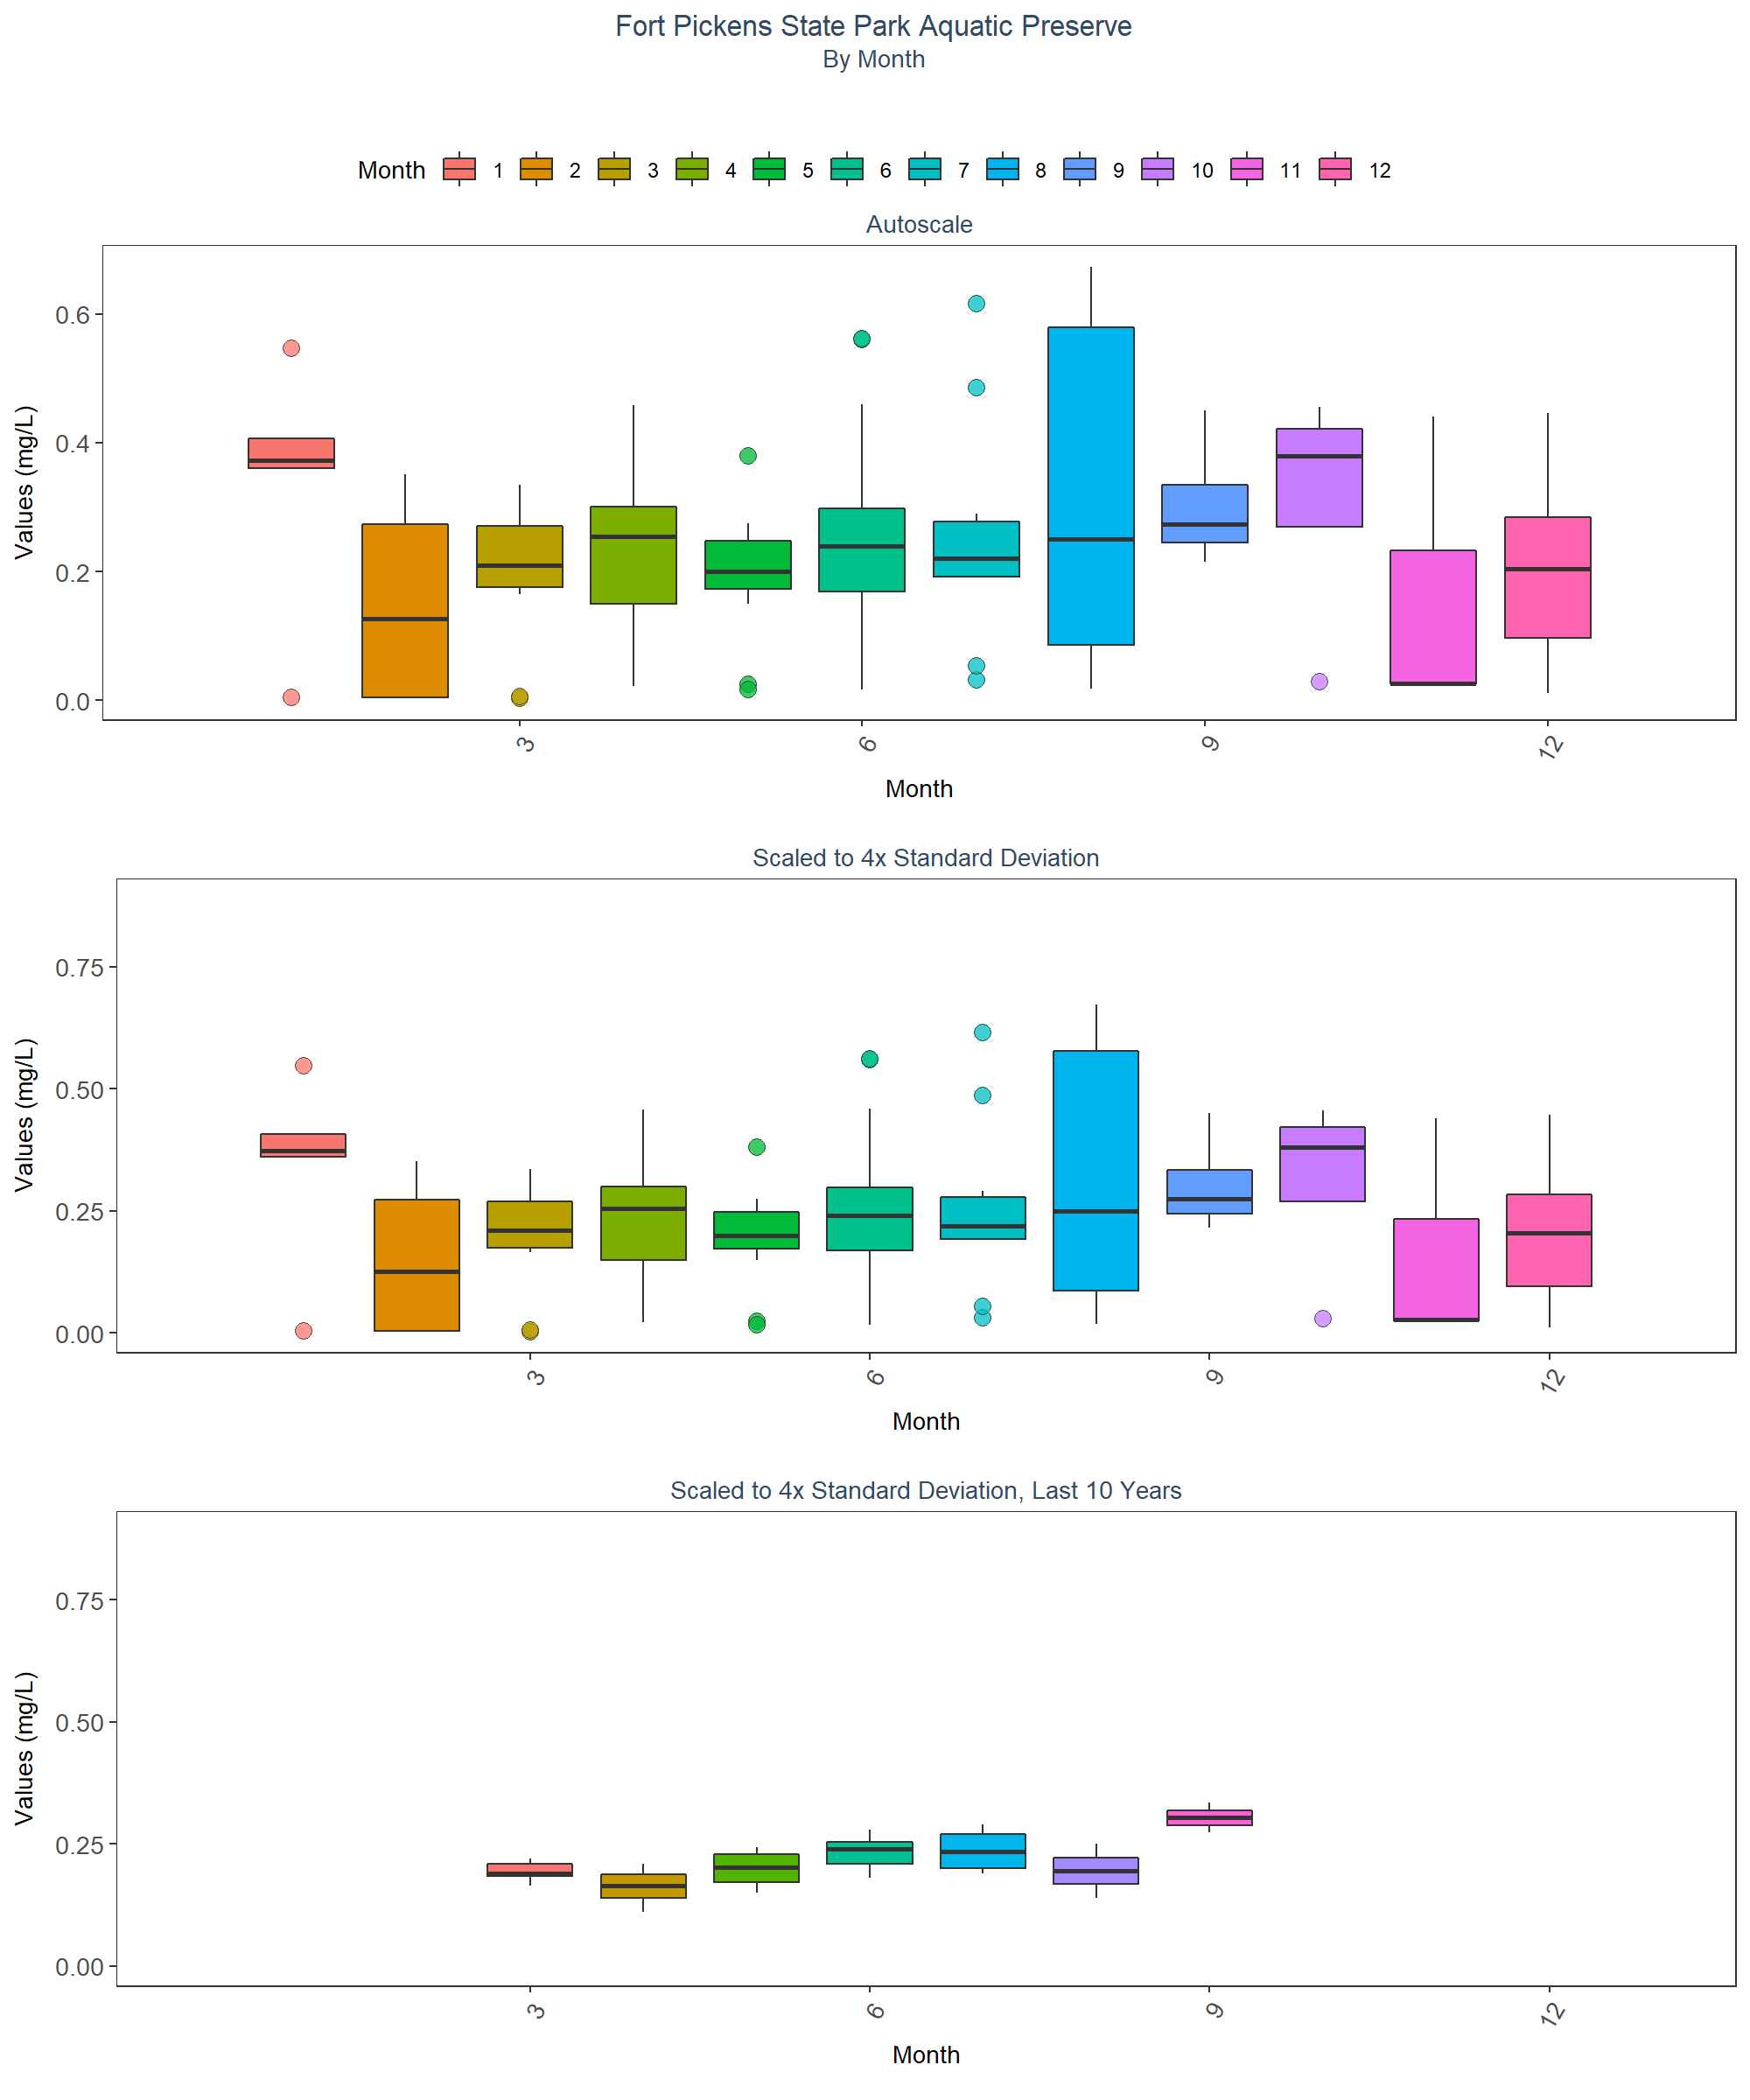 Fort Pickens State Park Aquatic Preserve
By Month
Month 1 2 3 4 5 6 7 8 9 10 11 12
Autoscale
Values (mg/L)
0.6
0.4
0.2
0.0
3 6 9 12
Month
Scaled to 4x Standard Deviation
Values (mg/L)
0.75
0.50
0.25
0.00
3 6 9 12
Month
Scaled to 4x Standard Deviation, Last 10 Years
Values (mg/L)
0.75
0.50
0.25
0.00
3 6 9 12
Month